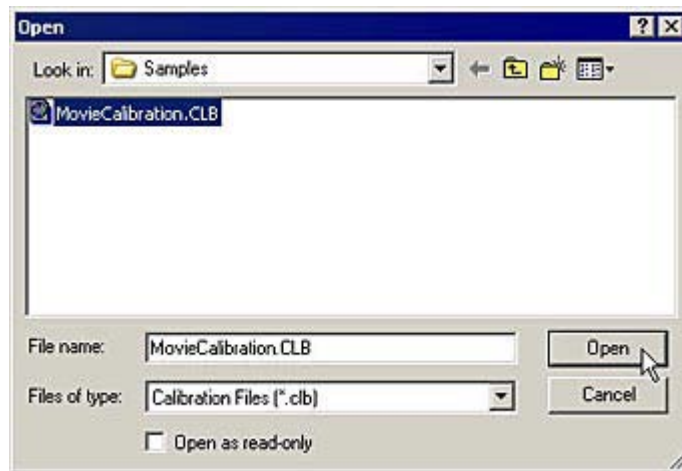 Open
Look in: Samples
MovieCalibration.CLB
File name: MovieCalibration.CLB Open
Files of type: Calibration Files (*.clb) Cancel
Open as read-only